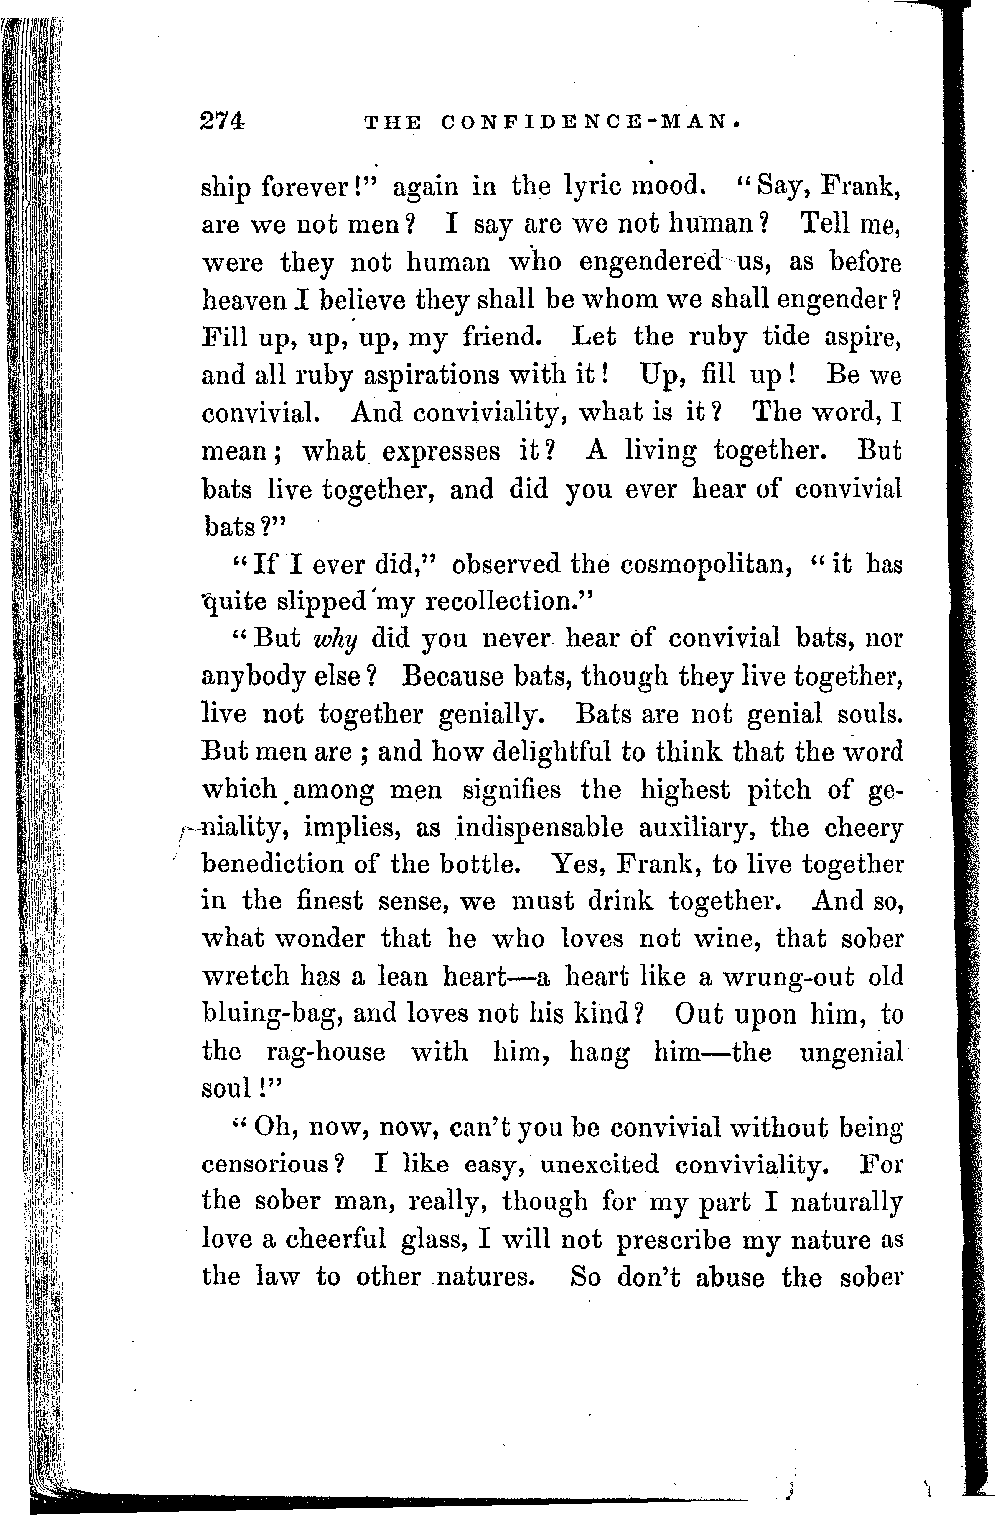 274 THE CONFIDENCE-MAN.
ship forever!" again in the lyric mood. "Say, Frank,
are we not men? I say are we not human? Tell me,
were they not human who engendered us, as before
heaven I believe they shall be whom we shall engender?
Fill up, up, up, my friend. Let the ruby tide aspire,
and all ruby aspirations with it! Up, fill up! Be we
convivial. And conviviality, what is it? The word, I
mean; what expresses it? A living together. But
bats live together, and did you ever hear of convivial
bats?"
"If I ever did," observed the cosmopolitan, "it has
quite slipped my recollection."
"But why did you never hear of convivial bats, nor
anybody else? Because bats, though they live together,
live not together genially. Bats are not genial souls.
But men are; and how delightful to think that the word
which among men signifies the highest pitch of ge-
niality, implies, as indispensable auxiliary, the cheery
benediction of the bottle. Yes, Frank, to live together
in the finest sense, we must drink together. And so,
what wonder that he who loves not wine, that sober
wretch has a lean heart—a heart like a wrung-out old
bluing-bag, and loves not his kind? Out upon him, to
the rag-house with him, hang him—the ungenial
soul!"
"Oh, now, now, can't you be convivial without being
censorious? I like easy, unexcited conviviality. For
the sober man, really, though for my part I naturally
love a cheerful glass, I will not prescribe my nature as
the law to other natures. So don't abuse the sober